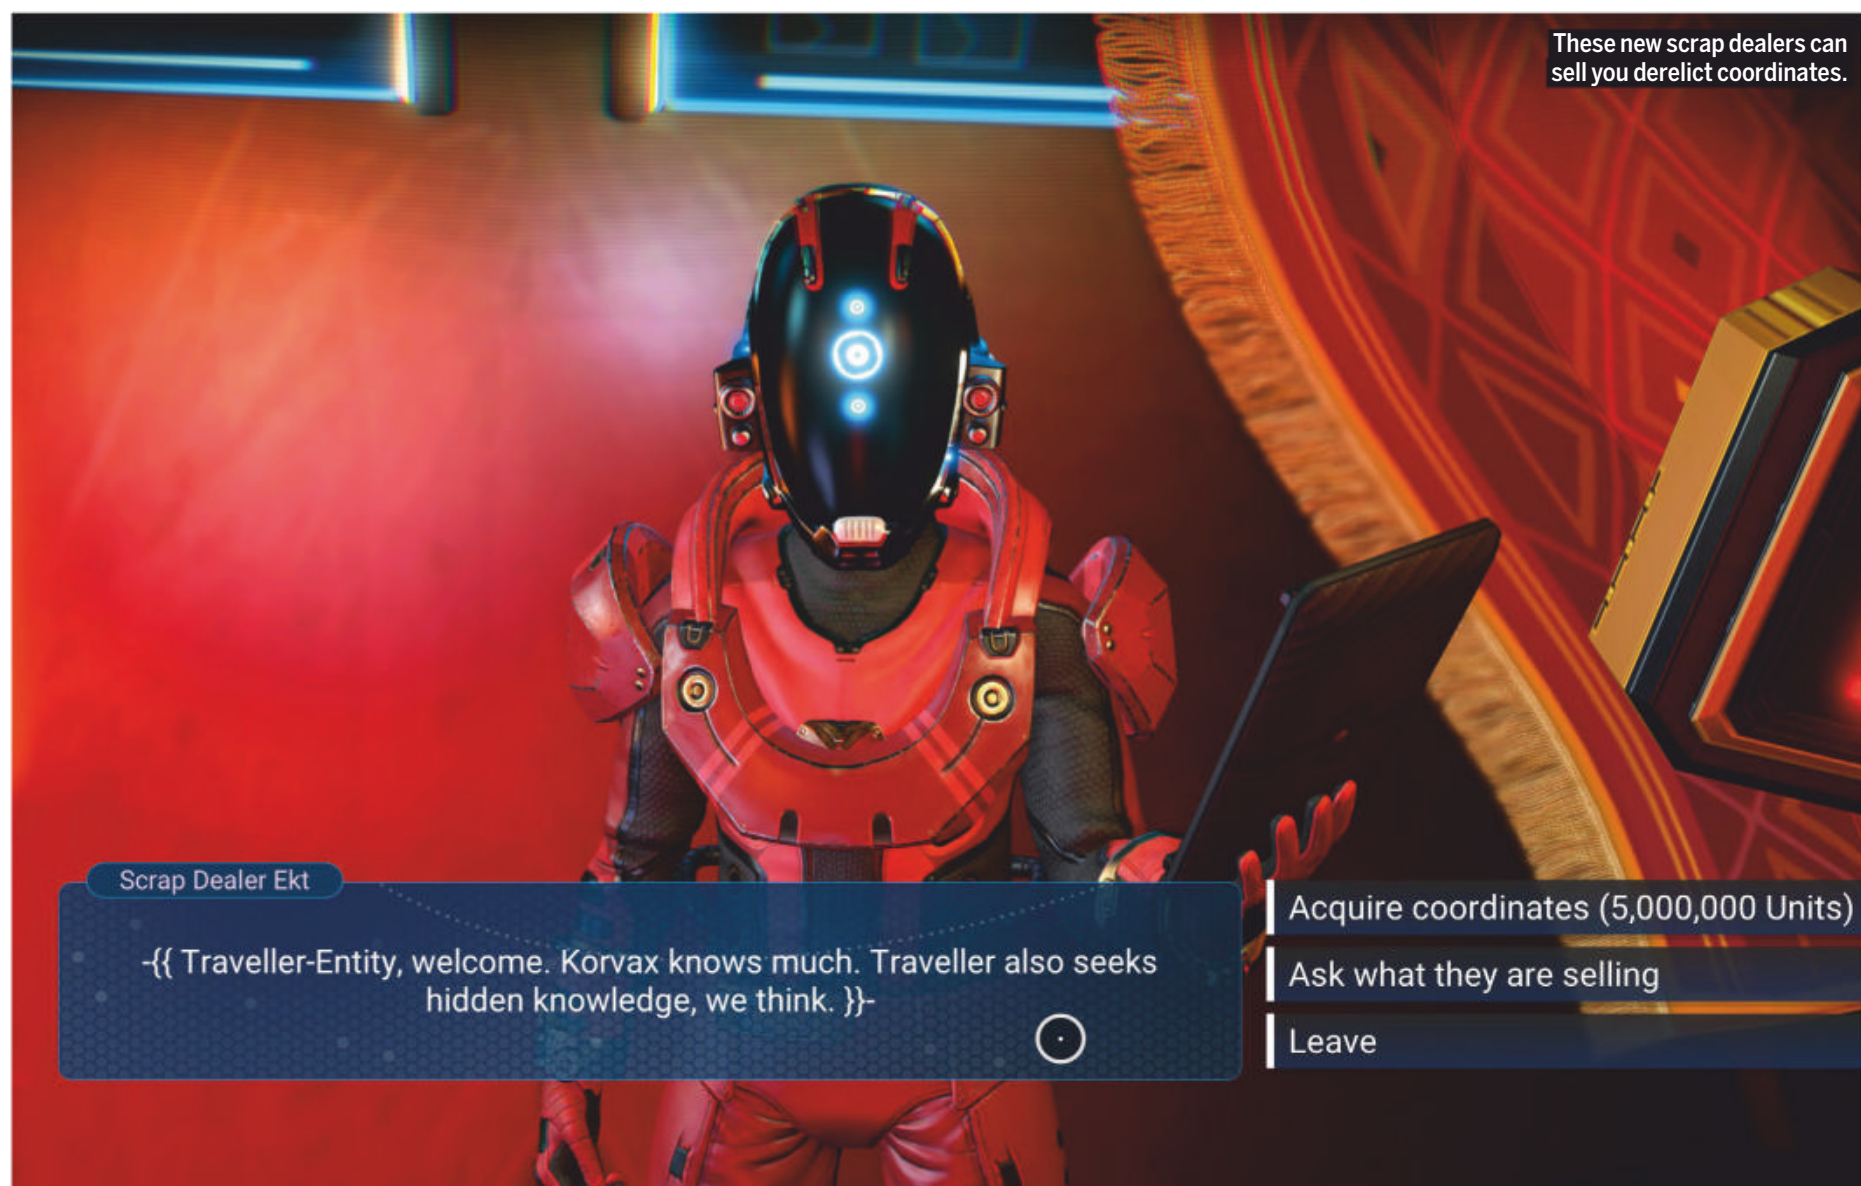 These new scrap dealers can
sell you derelict coordinates.
Scrap Dealer Ekt
-{{ Traveller-Entity, welcome. Korvax knows much. Traveller also seeks
hidden knowledge, we think. }}-
Acquire coordinates (5,000,000 Units)
Ask what they are selling
Leave